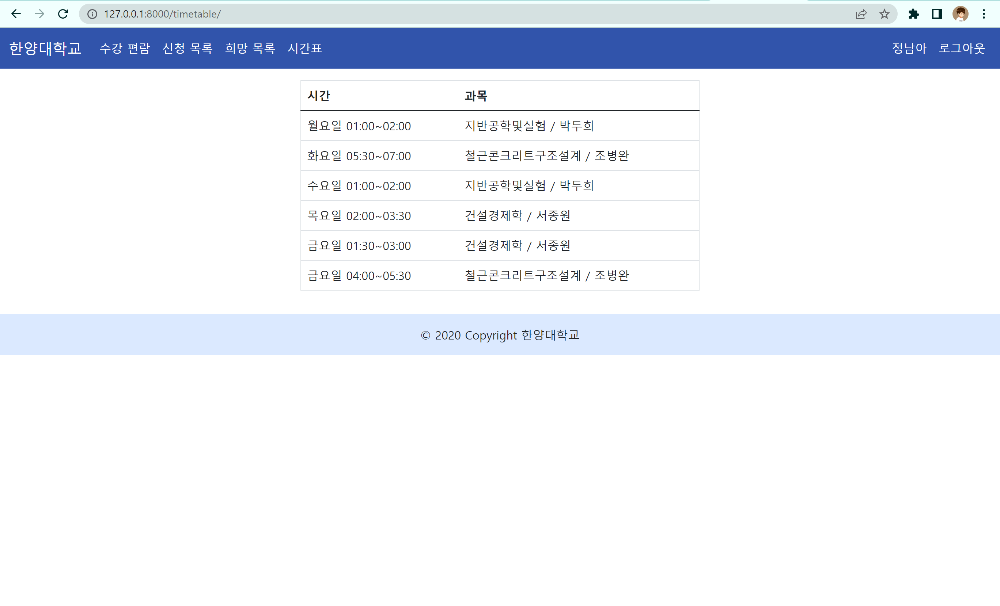 127.0.0.1:8000/timetable/
한양대학교 수강 편람 신청 목록 희망 목록 시간표 정남아 로그아웃
시간 과목
월요일 01:00~02:00 지반공학및실험 / 박두희
화요일 05:30~07:00 철근콘크리트구조설계 / 조병완
수요일 01:00~02:00 지반공학및실험 / 박두희
목요일 02:00~03:30 건설경제학 / 서종원
금요일 01:30~03:00 건설경제학 / 서종원
금요일 04:00~05:30 철근콘크리트구조설계 / 조병완
© 2020 Copyright 한양대학교